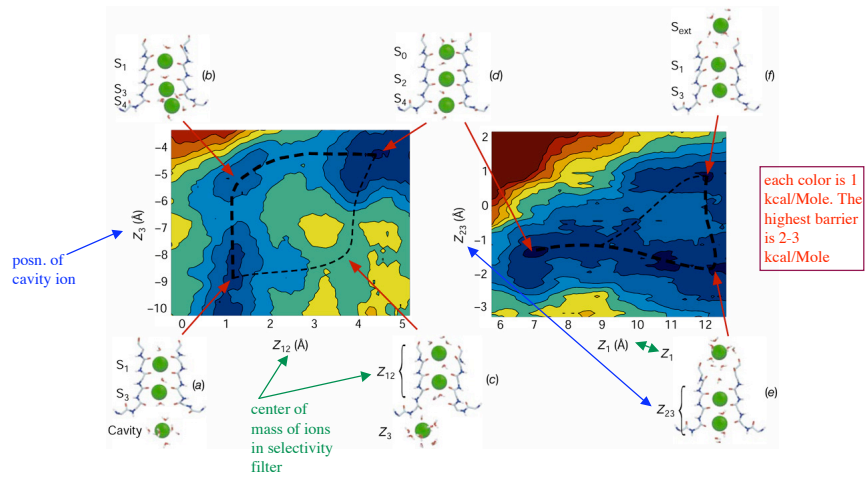 S1
S3
S4
(b)
S0
S2
S4
(d)
Sext
S1
S3
(f)
posn. of
cavity ion
Z3 (Å)
−4
−5
−6
−7
−8
−9
−10
0
1
2
3
4
5
Z12 (Å)
Z23 (Å)
2
1
0
−1
−2
−3
6
7
8
9
10
11
12
Z1 (Å)
Z1
each color is 1
kcal/Mole. The
highest barrier
is 2-3
kcal/Mole
S1
S3
Cavity
(a)
center of
mass of ions
in selectivity
filter
Z12
Z3
(c)
Z23
(e)